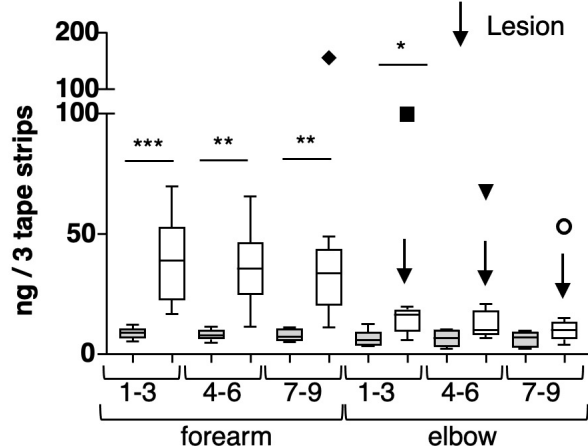 200
Lesion
*
100
100
*** ** **
ng / 3 tape strips
50
0
1-3 4-6 7-9 1-3 4-6 7-9
forearm elbow